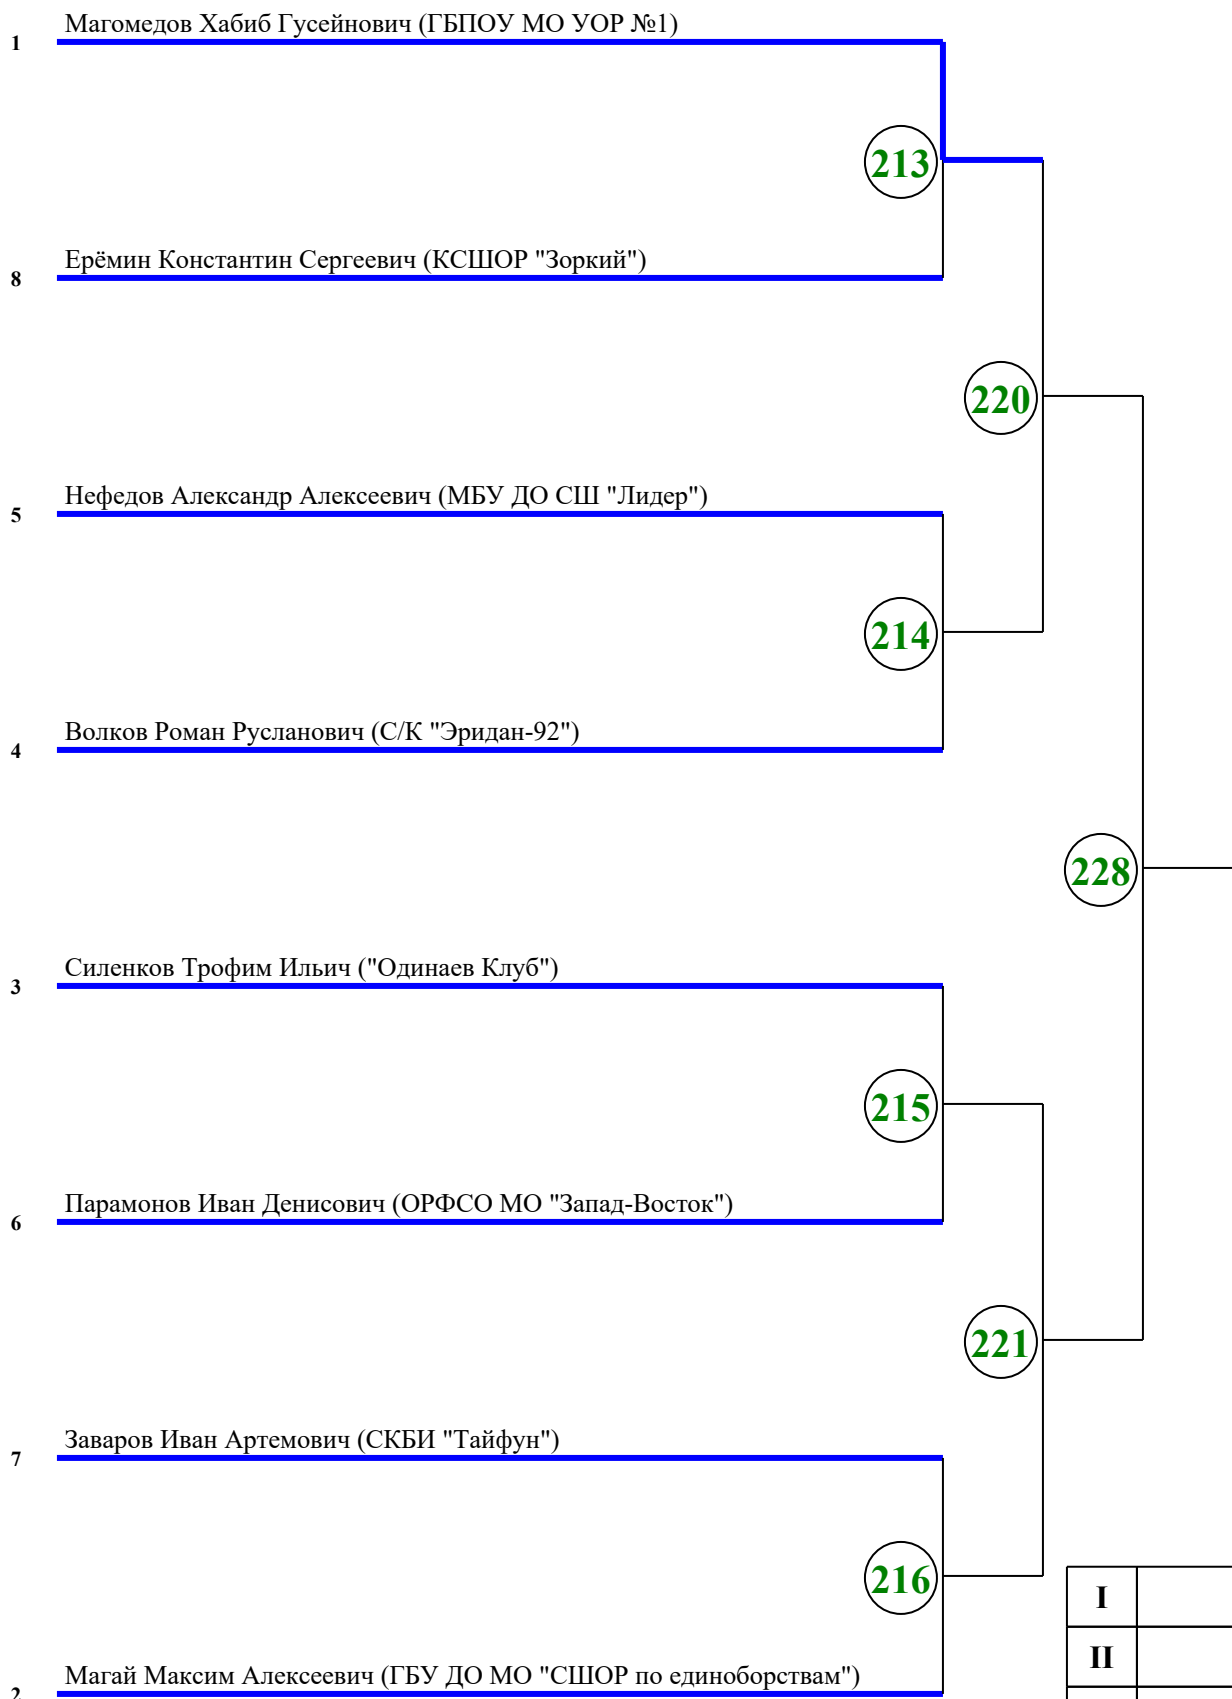 Магомедов Хабиб Гусейнович (ГБПОУ МО УОР №1)
1
213
Ерёмин Константин Сергеевич (КСШОР "Зоркий")
8
220
Нефедов Александр Алексеевич (МБУ ДО СШ "Лидер")
5
214
Волков Роман Русланович (С/К "Эридан-92")
4
228
Силенков Трофим Ильич ("Одинаев Клуб")
3
215
Парамонов Иван Денисович (ОРФСО МО "Запад-Восток")
6
221
Заваров Иван Артемович (СКБИ "Тайфун")
7
216
I
II
Магай Максим Алексеевич (ГБУ ДО МО "СШОР по единоборствам")
2